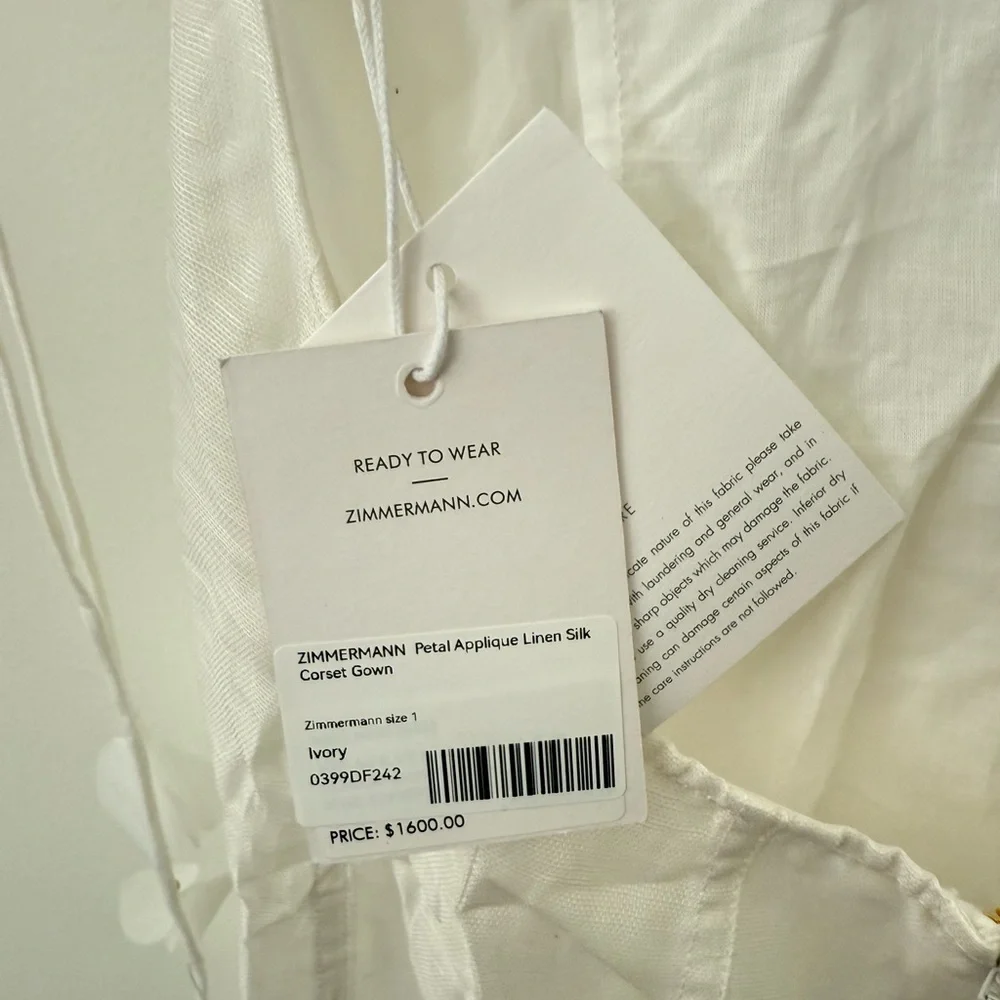 READY TO WEAR
ZIMMERMANN.COM
ZIMMERMANN Petal Applique Linen Silk
Corset Gown
Zimmermann size 1
Ivory
0399DF242
PRICE: $1600.00
nature of this fabric please take
laundering and general wear, and in
sharp objects which may damage the fabric.
use a quality dry cleaning service. Inferior dry
can damage certain aspects of this fabric if
care instructions are not followed.